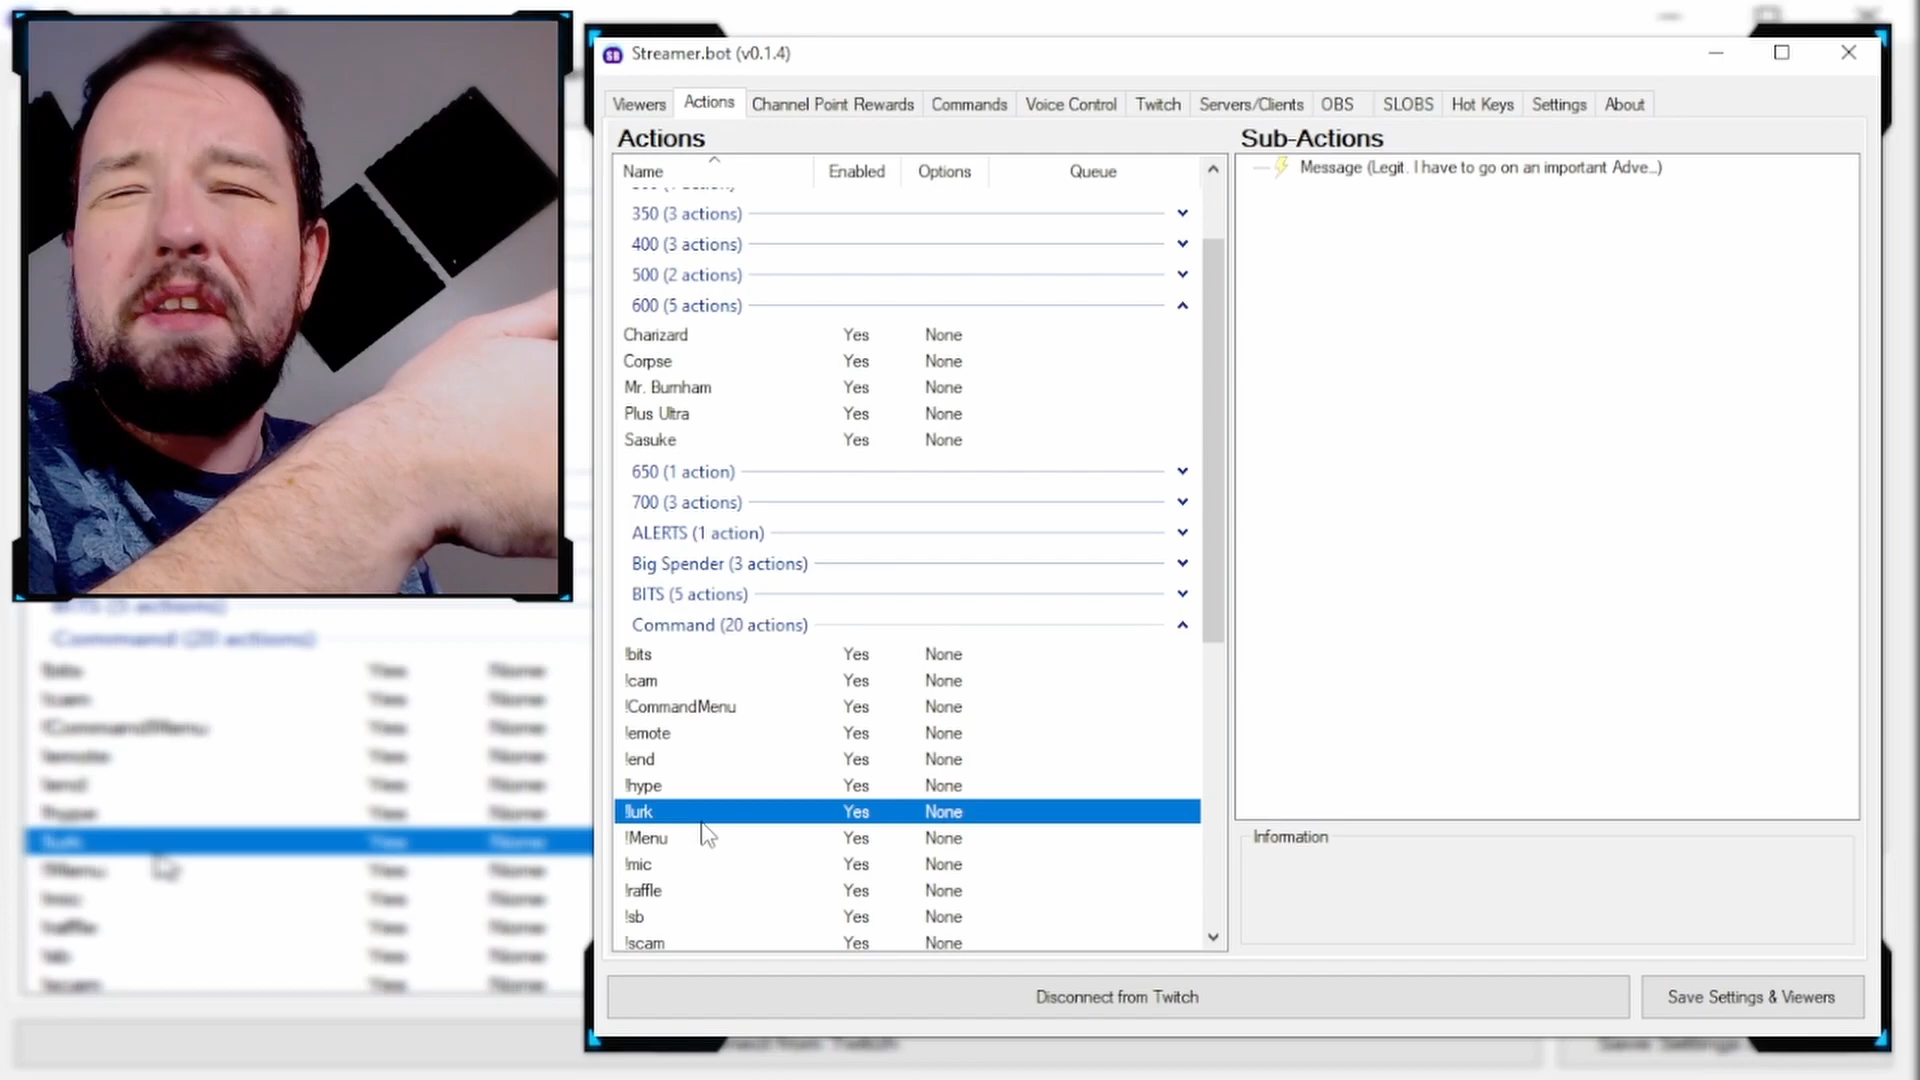 Streamer.bot (v0.1.4)
Viewers Actions Channel Point Rewards Commands Voice Control Twitch Servers/Clients OBS SLOBS Hot Keys Settings About
Actions
Name Enabled Options Queue
350 (3 actions)
400 (3 actions)
500 (2 actions)
600 (5 actions)
Charizard Yes None
Corpse Yes None
Mr. Burnham Yes None
Plus Ultra Yes None
Sasuke Yes None
650 (1 action)
700 (3 actions)
ALERTS (1 action)
Big Spender (3 actions)
BITS (5 actions)
Command (20 actions)
!bits Yes None
!cam Yes None
!CommandMenu Yes None
!emote Yes None
!end Yes None
!hype Yes None
!lurk Yes None
!Menu Yes None
!mic Yes None
!raffle Yes None
!sb Yes None
!scam Yes None
Sub-Actions
Message (Legit. I have to go on an important Adve...)
Information
Disconnect from Twitch
Save Settings & Viewers
BITS (5 actions)
Command (20 actions)